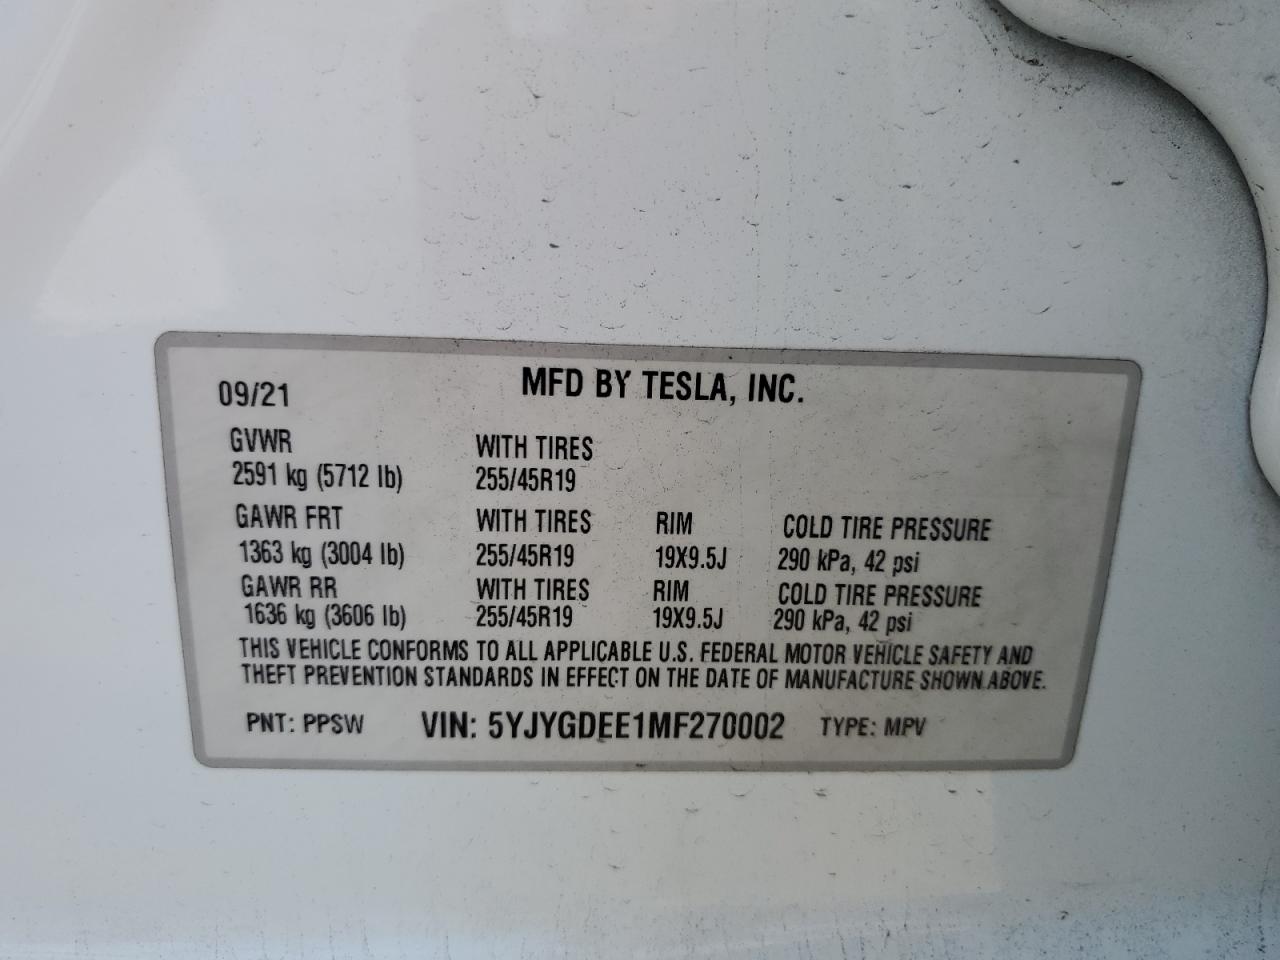 09/21 MFD BY TESLA, INC.
GVWR WITH TIRES
2591 kg (5712 lb) 255/45R19
GAWR FRT WITH TIRES RIM COLD TIRE PRESSURE
1363 kg (3004 lb) 255/45R19 19X9.5J 290 kPa, 42 psi
GAWR RR WITH TIRES RIM COLD TIRE PRESSURE
1636 kg (3606 lb) 255/45R19 19X9.5J 290 kPa, 42 psi
THIS VEHICLE CONFORMS TO ALL APPLICABLE U.S. FEDERAL MOTOR VEHICLE SAFETY AND
THEFT PREVENTION STANDARDS IN EFFECT ON THE DATE OF MANUFACTURE SHOWN ABOVE.
PNT: PPSW VIN: 5YJYGDEE1MF270002 TYPE: MPV